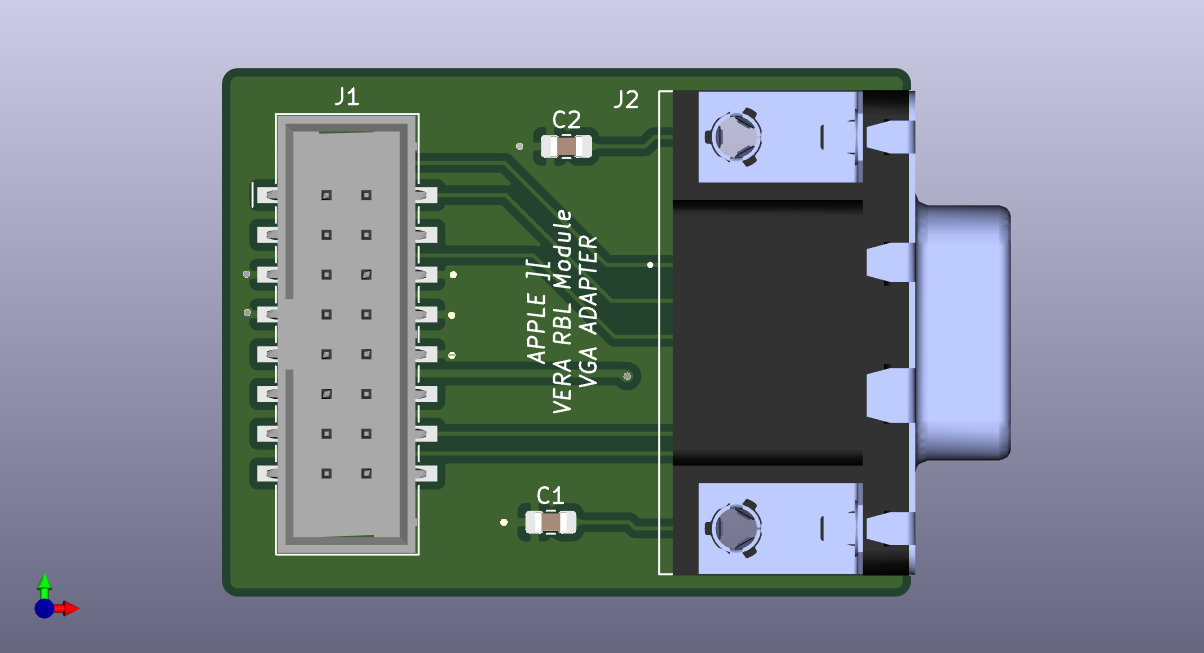 J1
C2
J2
APPLE ][
VERA RBL Module
VGA ADAPTER
C1